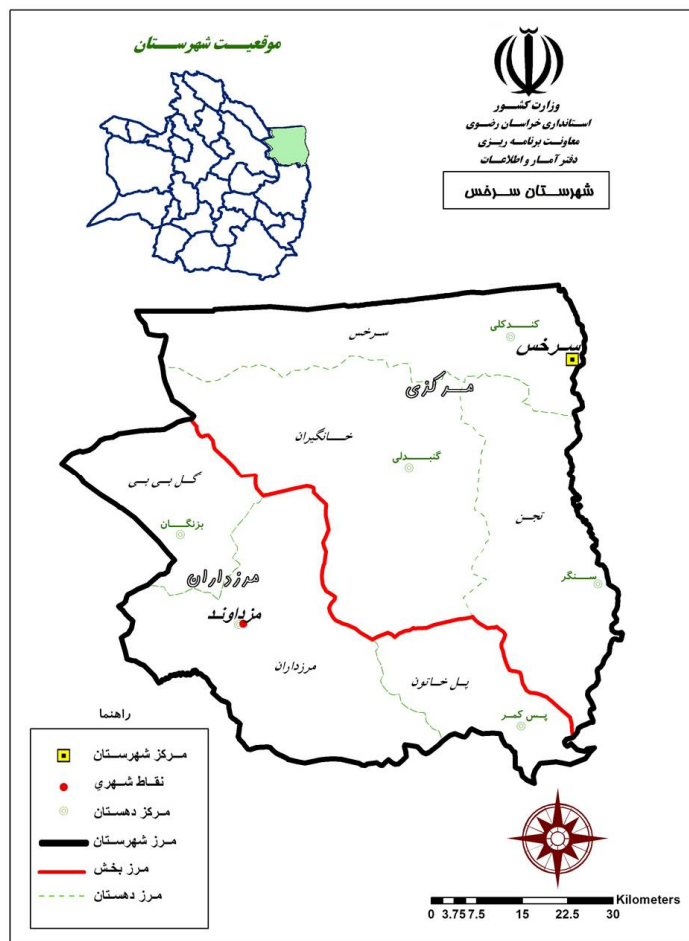 موقعیت شهرستان
وزارت کشور
استانداری خراسان رضوی
معاونت برنامه ریزی
دفتر آمار و اطلاعات
شهرستان سرخس
سرخس
کندکلی
سرخس
مرکزی
خانگیران
گنبدلی
گل بی بی
تجن
بزنگان
مرزداران
سنگر
مزداوند
مرزداران
پل خاتون
پس کمر
راهنما
مرکز شهرستان
نقاط شهري
مرکز دهستان
مرز شهرستان
مرز بخش
مرز دهستان
Kilometers
0 3.75 7.5 15 22.5 30